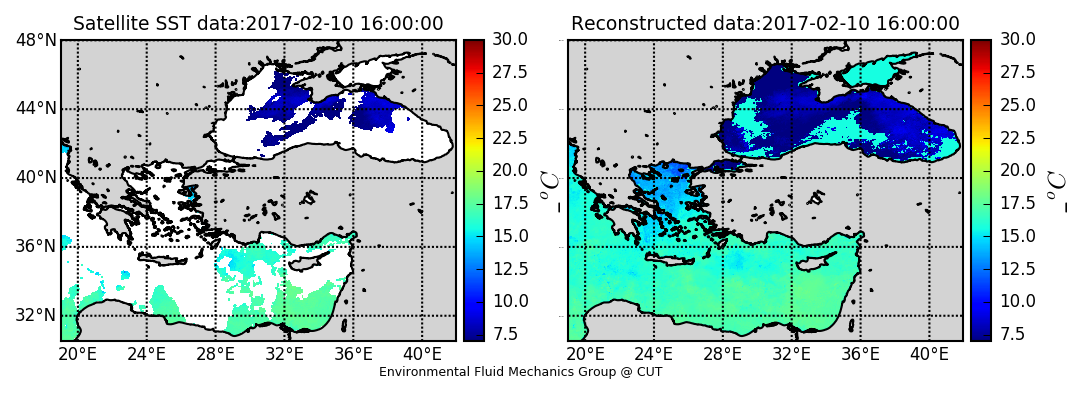 Satellite SST data:2017-02-10 16:00:00
Reconstructed data:2017-02-10 16:00:00
48°N
44°N
40°N
36°N
32°N
20°E 24°E 28°E 32°E 36°E 40°E
30.0
27.5
25.0
22.5
20.0
17.5
15.0
12.5
10.0
7.5
°C
20°E 24°E 28°E 32°E 36°E 40°E
30.0
27.5
25.0
22.5
20.0
17.5
15.0
12.5
10.0
7.5
°C
Environmental Fluid Mechanics Group @ CUT